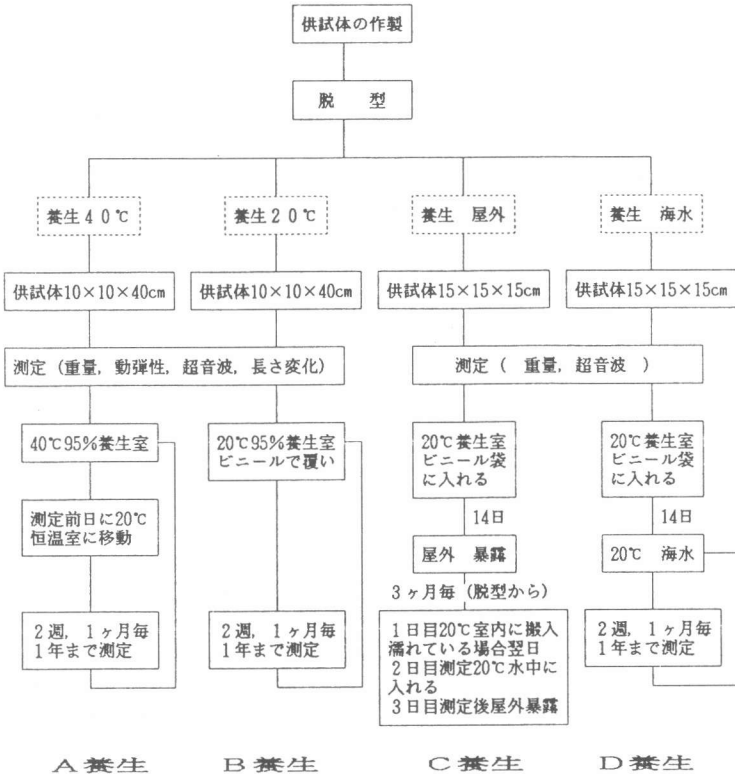 供試体の作製
脱　型
養生４０℃
養生２０℃
養生　屋外
養生　海水
供試体10×10×40cm
供試体10×10×40cm
供試体15×15×15cm
供試体15×15×15cm
測定（重量，動弾性，超音波，長さ変化）
測定（　重量，超音波　）
40℃95%養生室
20℃95%養生室
ビニールで覆い
20℃養生室
ビニール袋
に入れる
20℃養生室
ビニール袋
に入れる
測定前日に20℃
恒温室に移動
14日
14日
屋外　暴露
20℃　海水
3ヶ月毎（脱型から）
2週，1ヶ月毎
1年まで測定
2週，1ヶ月毎
1年まで測定
1日目20℃室内に搬入
濡れている場合翌日
2日目測定20℃水中に
入れる
3日目測定後屋外暴露
2週，1ヶ月毎
1年まで測定
A養生
B養生
C養生
D養生